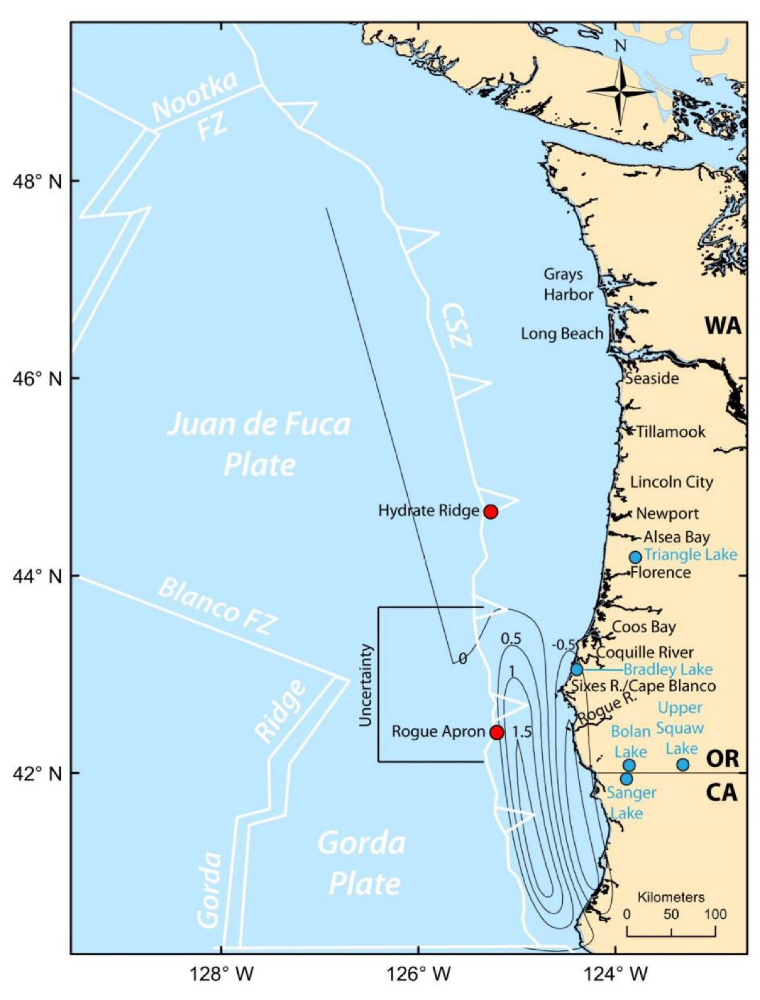 N
Nootka
FZ
48° N
Grays
Harbor
CSZ
WA
Long Beach
46° N
Seaside
Juan de Fuca
Plate
Tillamook
Lincoln City
Hydrate Ridge
Newport
Alsea Bay
Triangle Lake
44° N
Florence
Blanco FZ
Coos Bay
0.5
-0.5
Uncertainty
0
Coquille River
1
Bradley Lake
Sixes R./Cape Blanco
Ridge
Rogue R.
Upper
Squaw
Lake
Rogue Apron
1.5
Bolan
Lake
OR
42° N
CA
Sanger
Lake
Gorda
Plate
Gorda
Kilometers
0 50 100
128° W
126° W
124° W